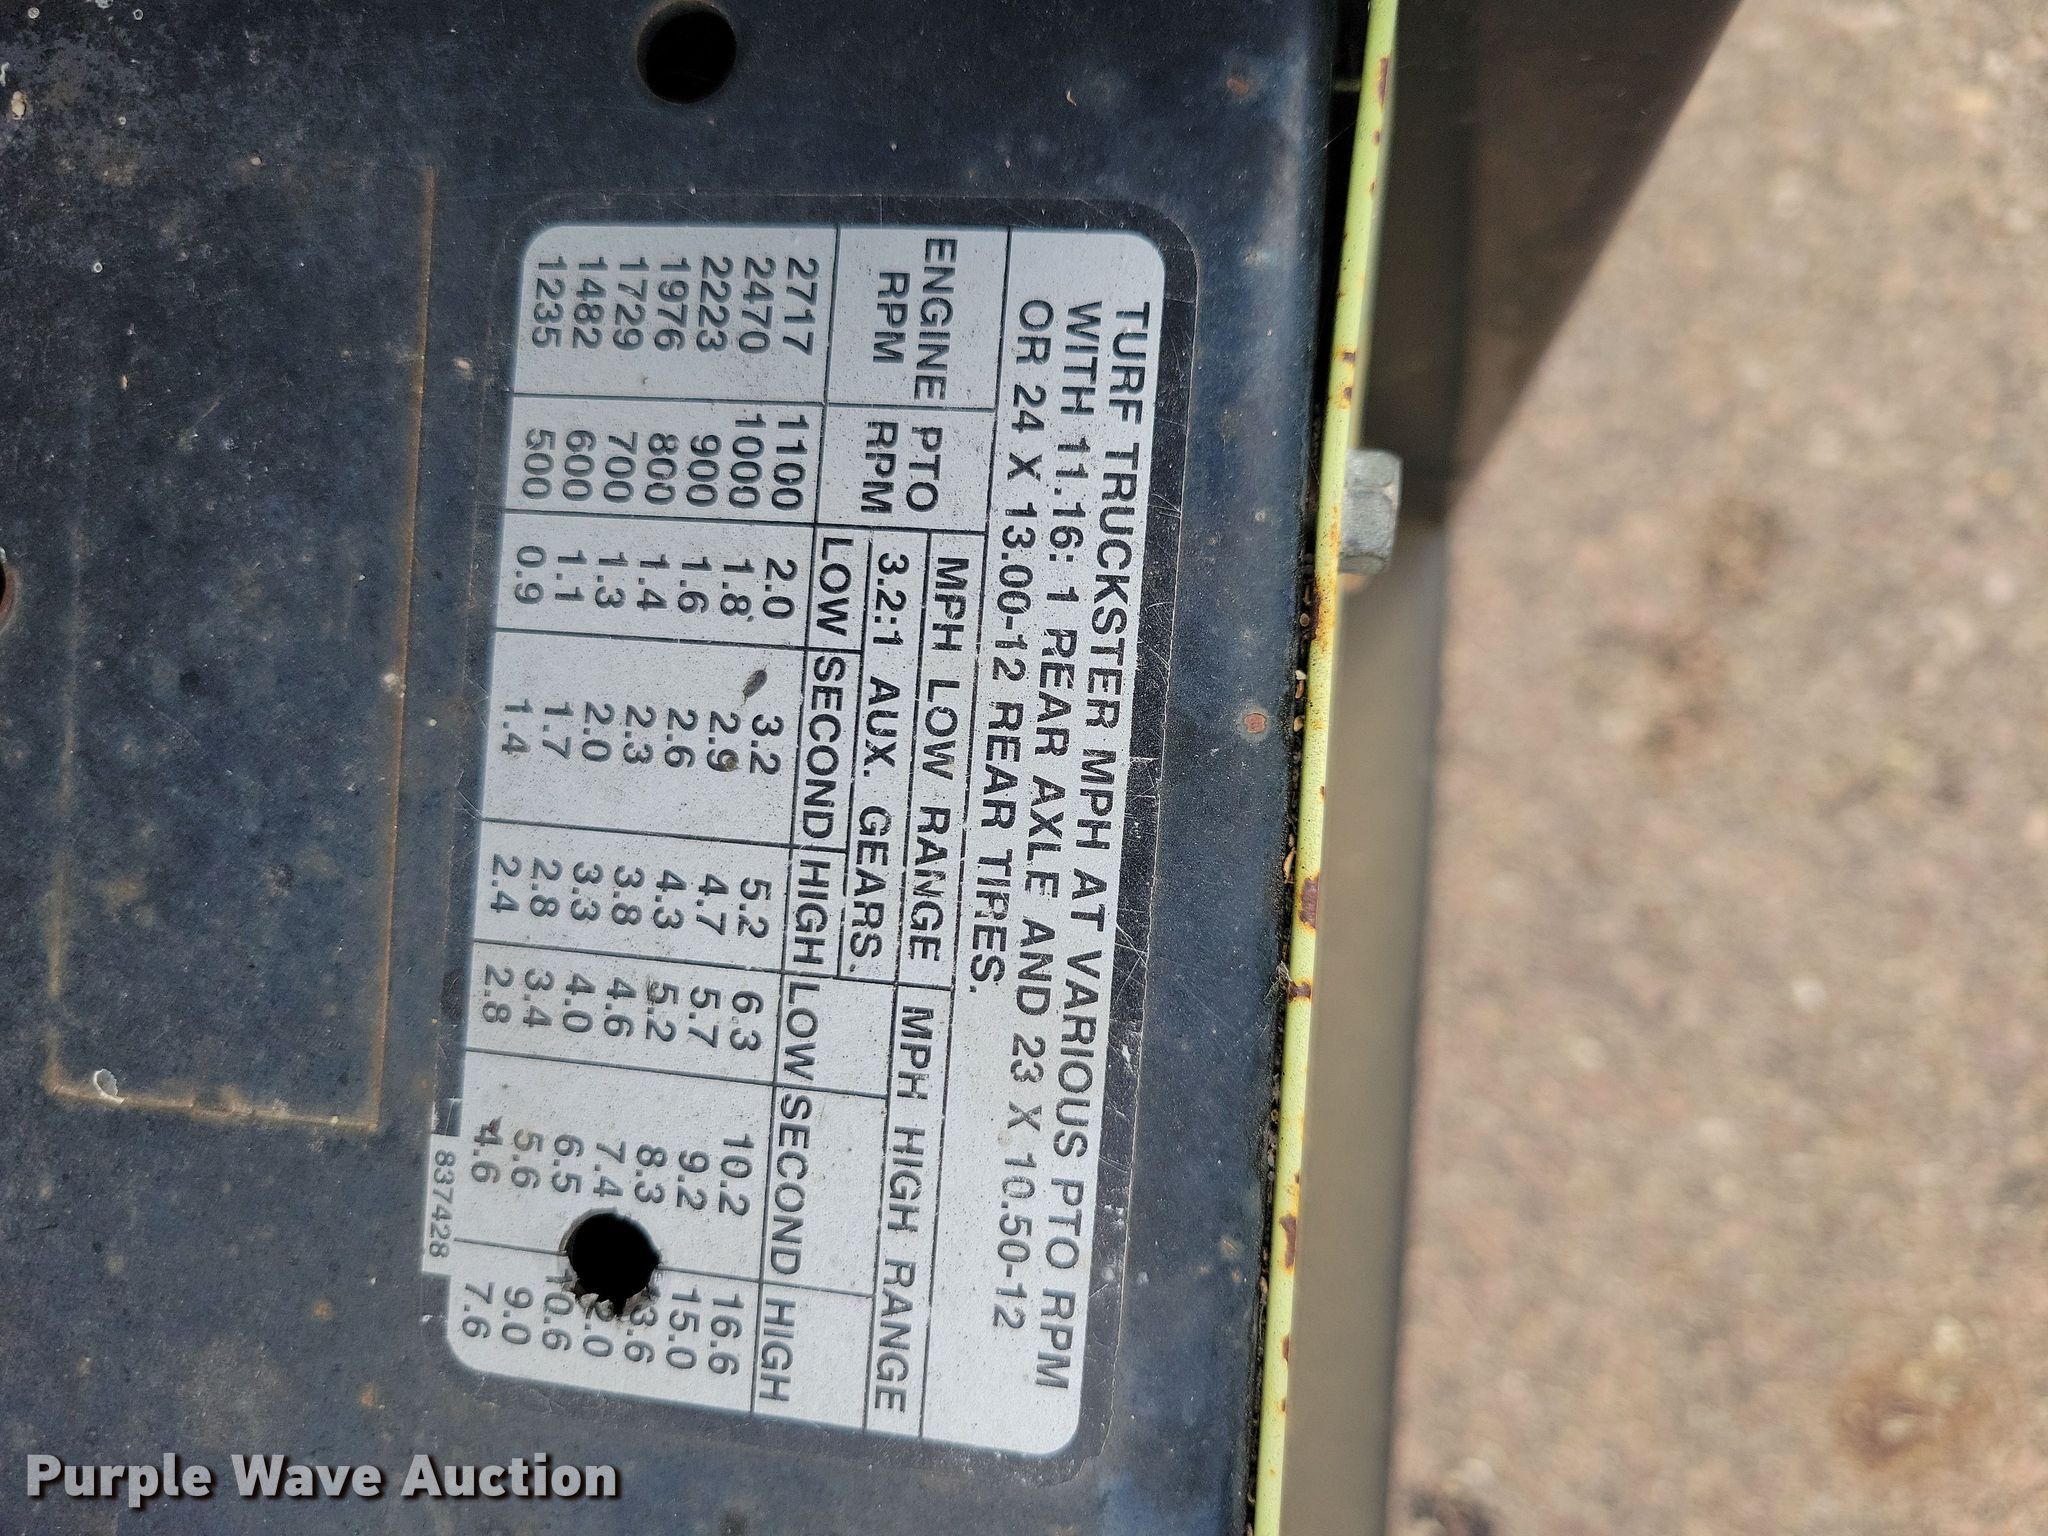 TURF TRUCKSTER MPH AT VARIOUS PTO RPM
WITH 11.16: 1 REAR AXLE AND 23 X 10.50-12
OR 24 X 13.00-12 REAR TIRES.
ENGINE RPM PTO RPM MPH LOW RANGE MPH HIGH RANGE
3.2:1 AUX. GEARS.
LOW SECOND HIGH LOW SECOND HIGH
2717 1100 2.0 3.2 5.2 6.3 10.2 16.6
2470 1000 1.8 2.9 4.7 5.7 9.2 15.0
2223 900 1.6 2.6 4.3 5.2 8.3
1976 800 1.4 2.3 3.8 4.6 7.4
1729 700 1.3 2.0 3.3 4.0 6.5 10.6
1482 600 1.1 1.7 2.8 3.4 5.6 9.0
1235 500 0.9 1.4 2.4 2.8 4.6 7.6
837428
Purple Wave Auction